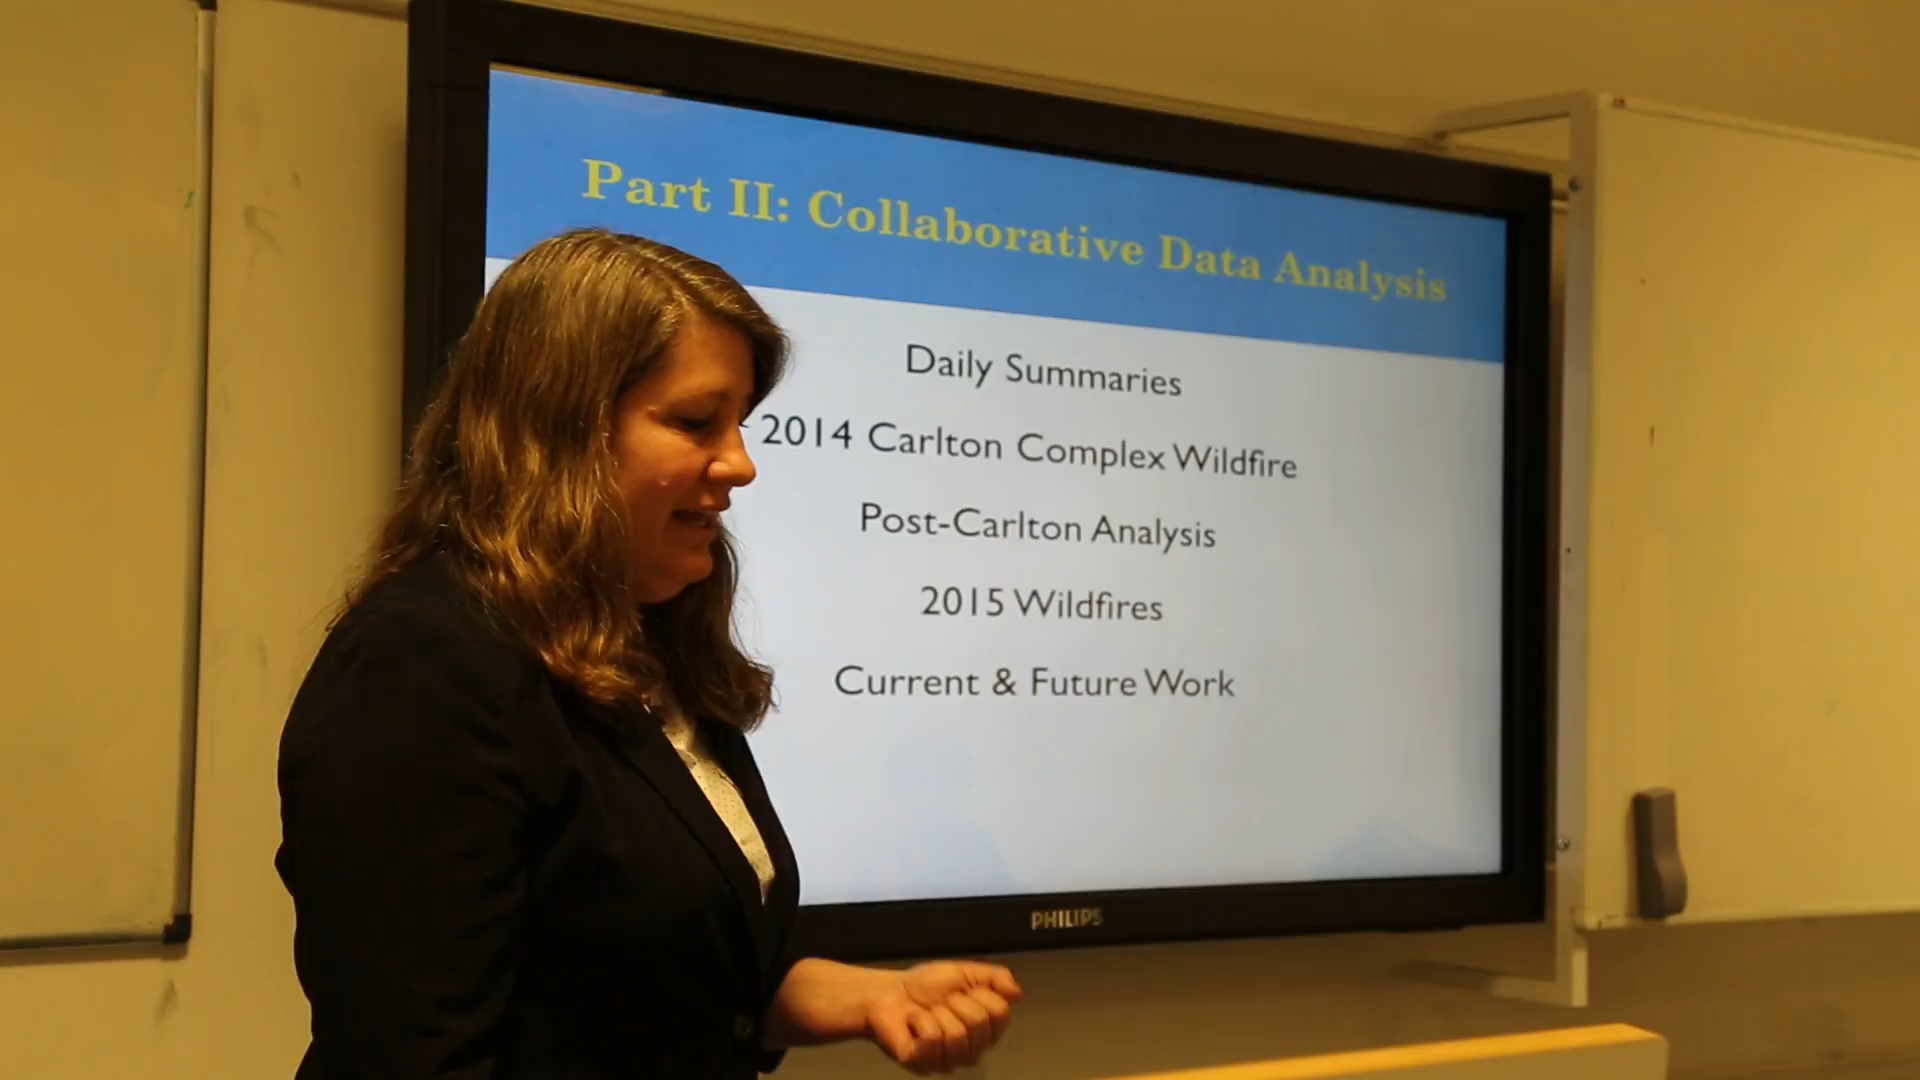 Part II: Collaborative Data Analysis
Daily Summaries
2014 Carlton Complex Wildfire
Post-Carlton Analysis
2015 Wildfires
Current & Future Work
PHILIPS